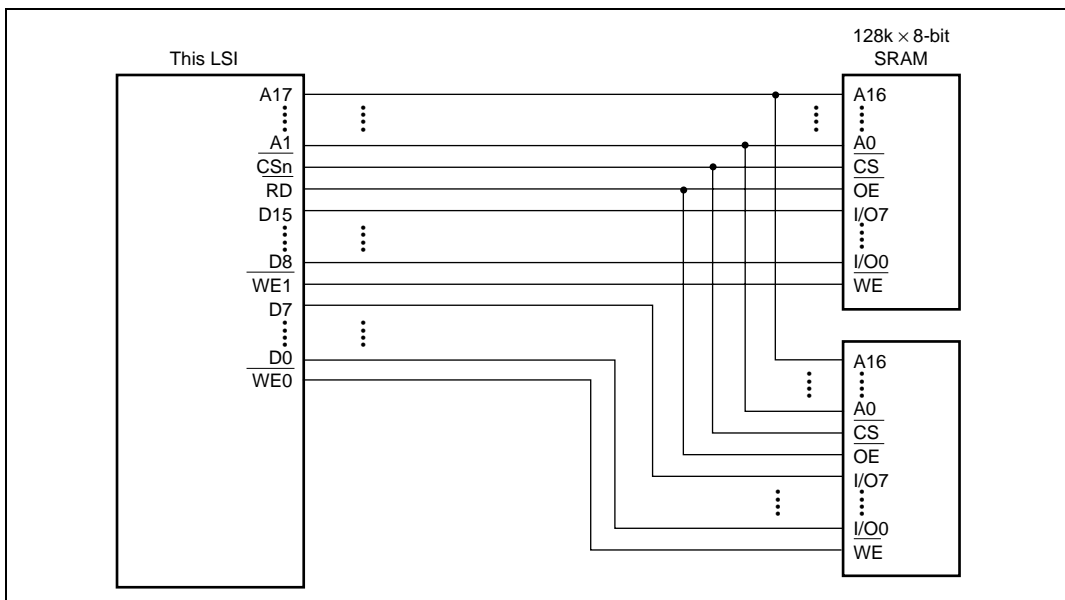 This LSI
A17
A1
CSn
RD
D15
D8
WE1
D7
D0
WE0
128k × 8-bit
SRAM
A16
A0
CS
OE
I/O7
I/O0
WE
A16
A0
CS
OE
I/O7
I/O0
WE